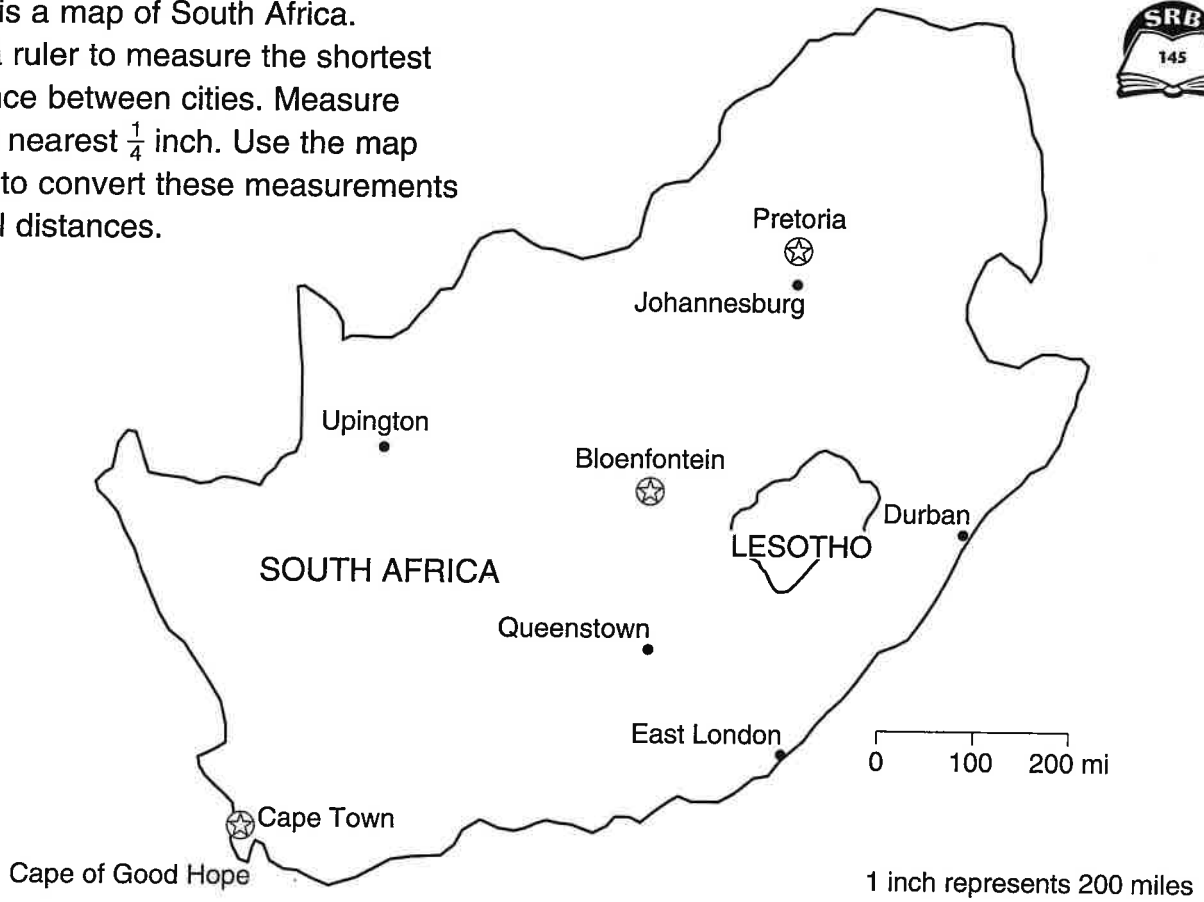 is a map of South Africa.
ruler to measure the shortest
between cities. Measure
nearest 1/4 inch. Use the map
to convert these measurements
distances.
SRB
145
Pretoria
Johannesburg
Upington
Bloenfontein
Durban
LESOTHO
SOUTH AFRICA
Queenstown
East London
0 100 200 mi
Cape Town
Cape of Good Hope
1 inch represents 200 miles